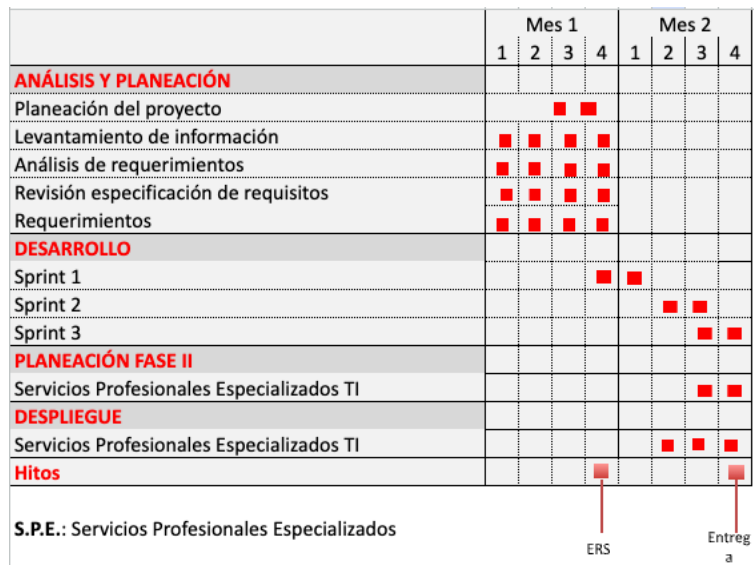 Mes 1 Mes 2
1 2 3 4 1 2 3 4
ANÁLISIS Y PLANEACIÓN
Planeación del proyecto
Levantamiento de información
Análisis de requerimientos
Revisión especificación de requisitos
Requerimientos
DESARROLLO
Sprint 1
Sprint 2
Sprint 3
PLANEACIÓN FASE II
Servicios Profesionales Especializados TI
DESPLIEGUE
Servicios Profesionales Especializados TI
Hitos
S.P.E.: Servicios Profesionales Especializados
ERS
Entreg
a